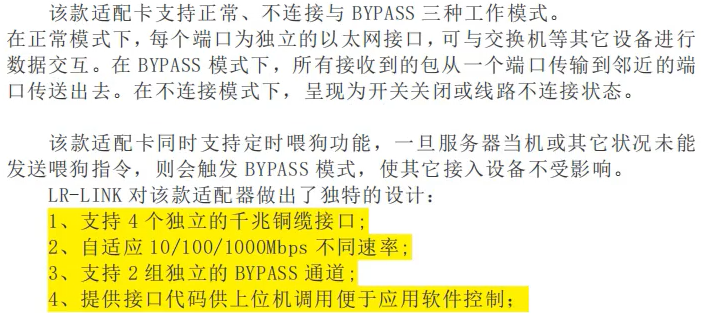 该款适配卡支持正常、不连接与 BYPASS 三种工作模式。
在正常模式下，每个端口为独立的以太网接口，可与交换机等其它设备进行
数据交互。在 BYPASS 模式下，所有接收到的包从一个端口传输到邻近的端
口传送出去。在不连接模式下，呈现为开关关闭或线路不连接状态。
该款适配卡同时支持定时喂狗功能，一旦服务器当机或其它状况未能
发送喂狗指令，则会触发 BYPASS 模式，使其它接入设备不受影响。
LR-LINK 对该款适配器做出了独特的设计：
1、支持 4 个独立的千兆铜缆接口;
2、自适应 10/100/1000Mbps 不同速率;
3、支持 2 组独立的 BYPASS 通道;
4、提供接口代码供上位机调用便于应用软件控制；